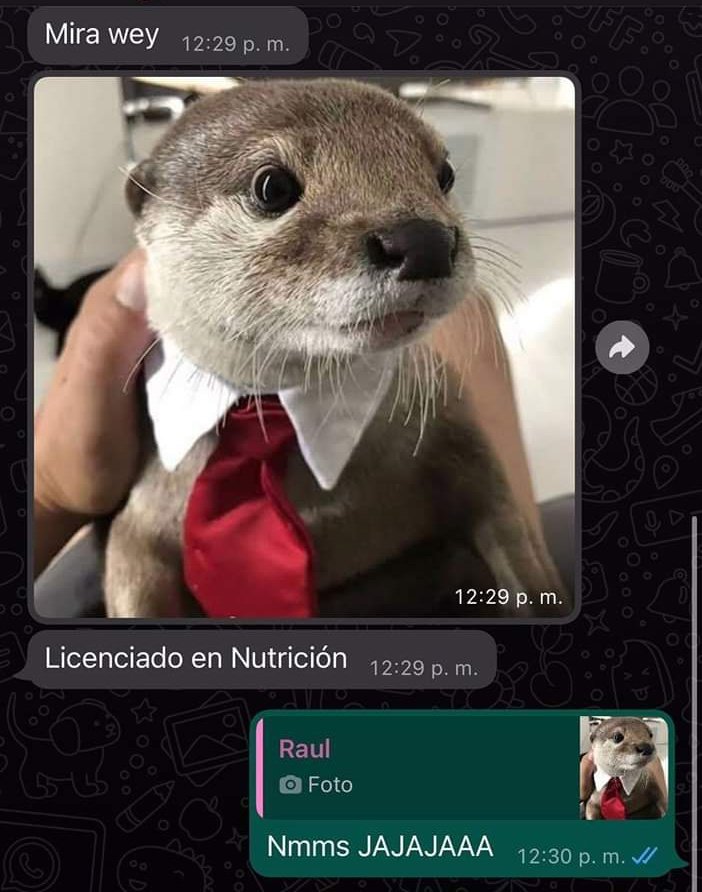 Mira wey 12:29 p. m.
12:29 p. m.
Licenciado en Nutrición 12:29 p. m.
Raul
Foto
Nmms JAJAJAAA 12:30 p. m.